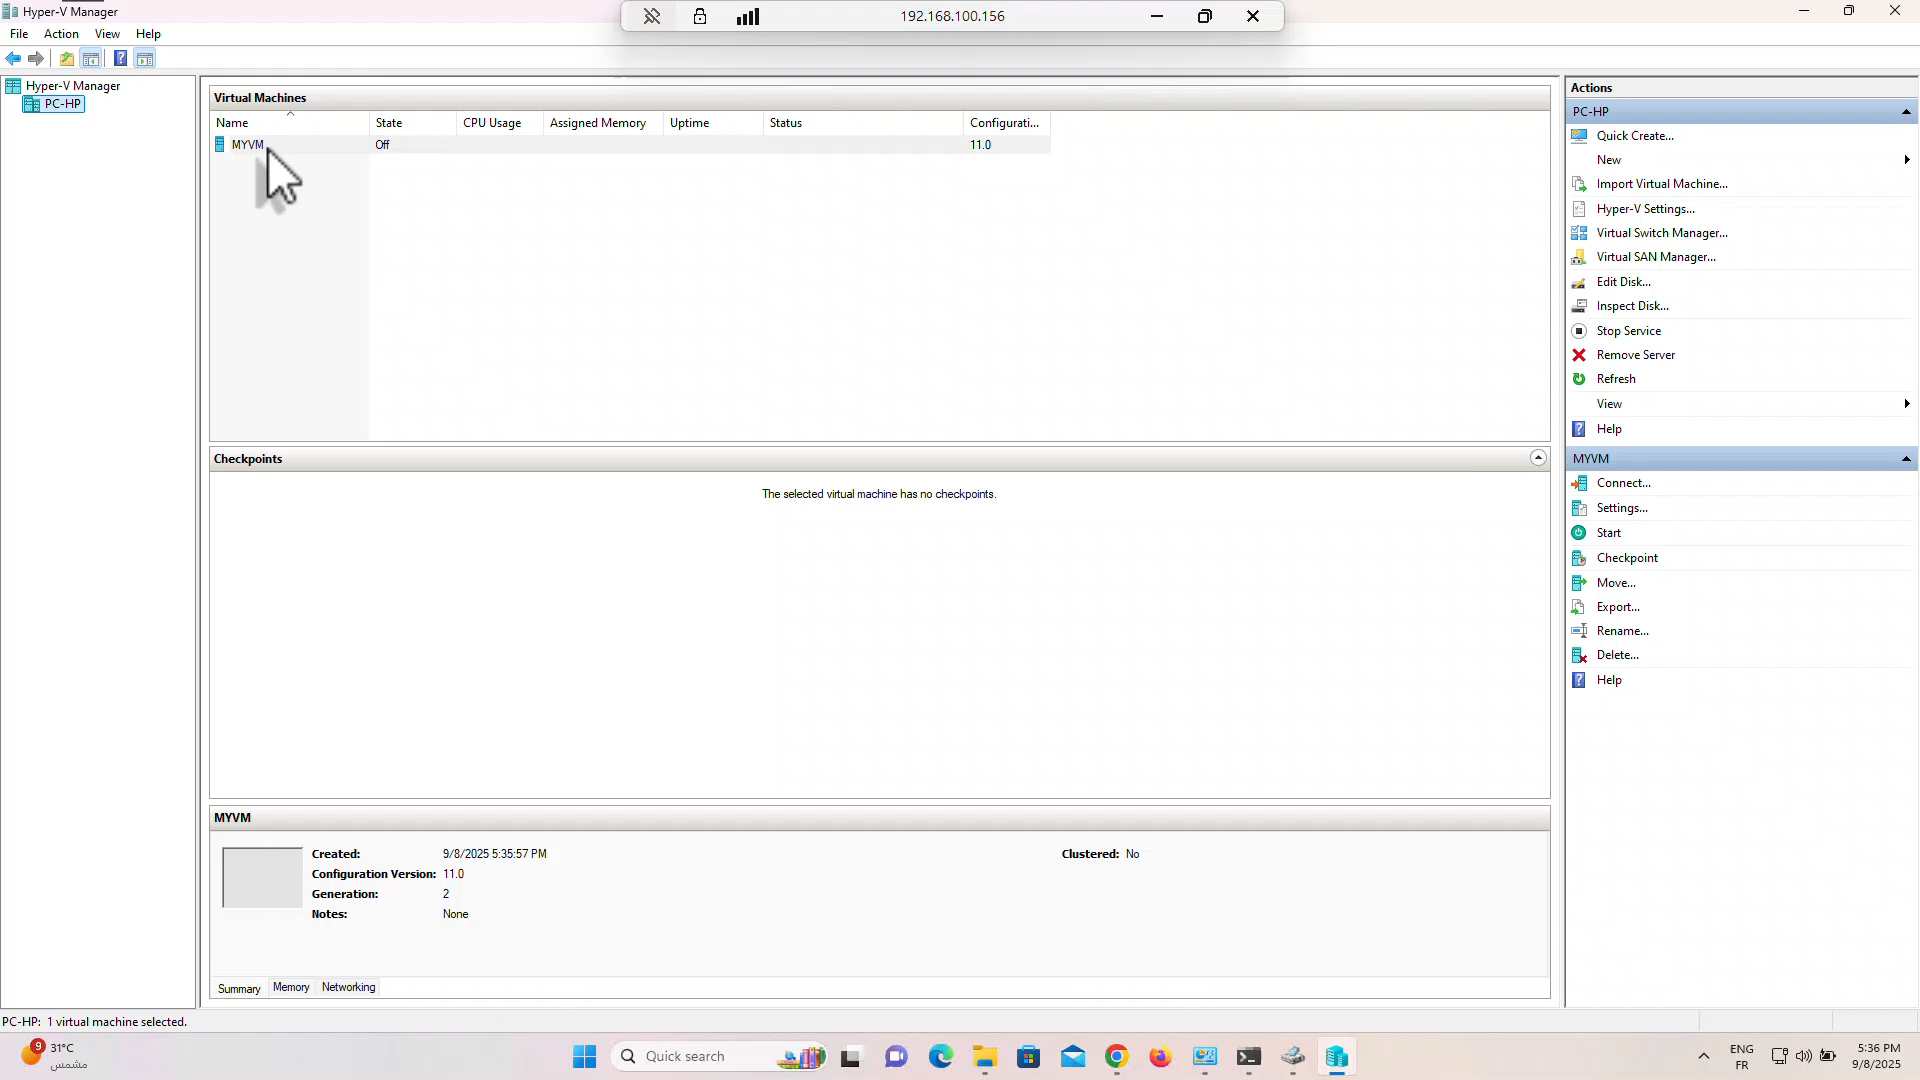 Hyper-V Manager
192.168.100.156
File Action View Help
Hyper-V Manager
PC-HP
Virtual Machines
Name State CPU Usage Assigned Memory Uptime Status Configurati...
MYVM Off 11.0
Checkpoints
The selected virtual machine has no checkpoints.
MYVM
Created: 9/8/2025 5:35:57 PM Clustered: No
Configuration Version: 11.0
Generation: 2
Notes: None
Summary Memory Networking
Actions
PC-HP
Quick Create...
New
Import Virtual Machine...
Hyper-V Settings...
Virtual Switch Manager...
Virtual SAN Manager...
Edit Disk...
Inspect Disk...
Stop Service
Remove Server
Refresh
View
Help
MYVM
Connect...
Settings...
Start
Checkpoint
Move...
Export...
Rename...
Delete...
Help
PC-HP: 1 virtual machine selected.
9
31°C
مشمس
Quick search
ENG
FR
5:36 PM
9/8/2025